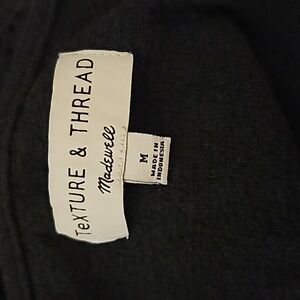 TeXTURE & THREAD
Madewell
M
MADE IN
INDONESIA